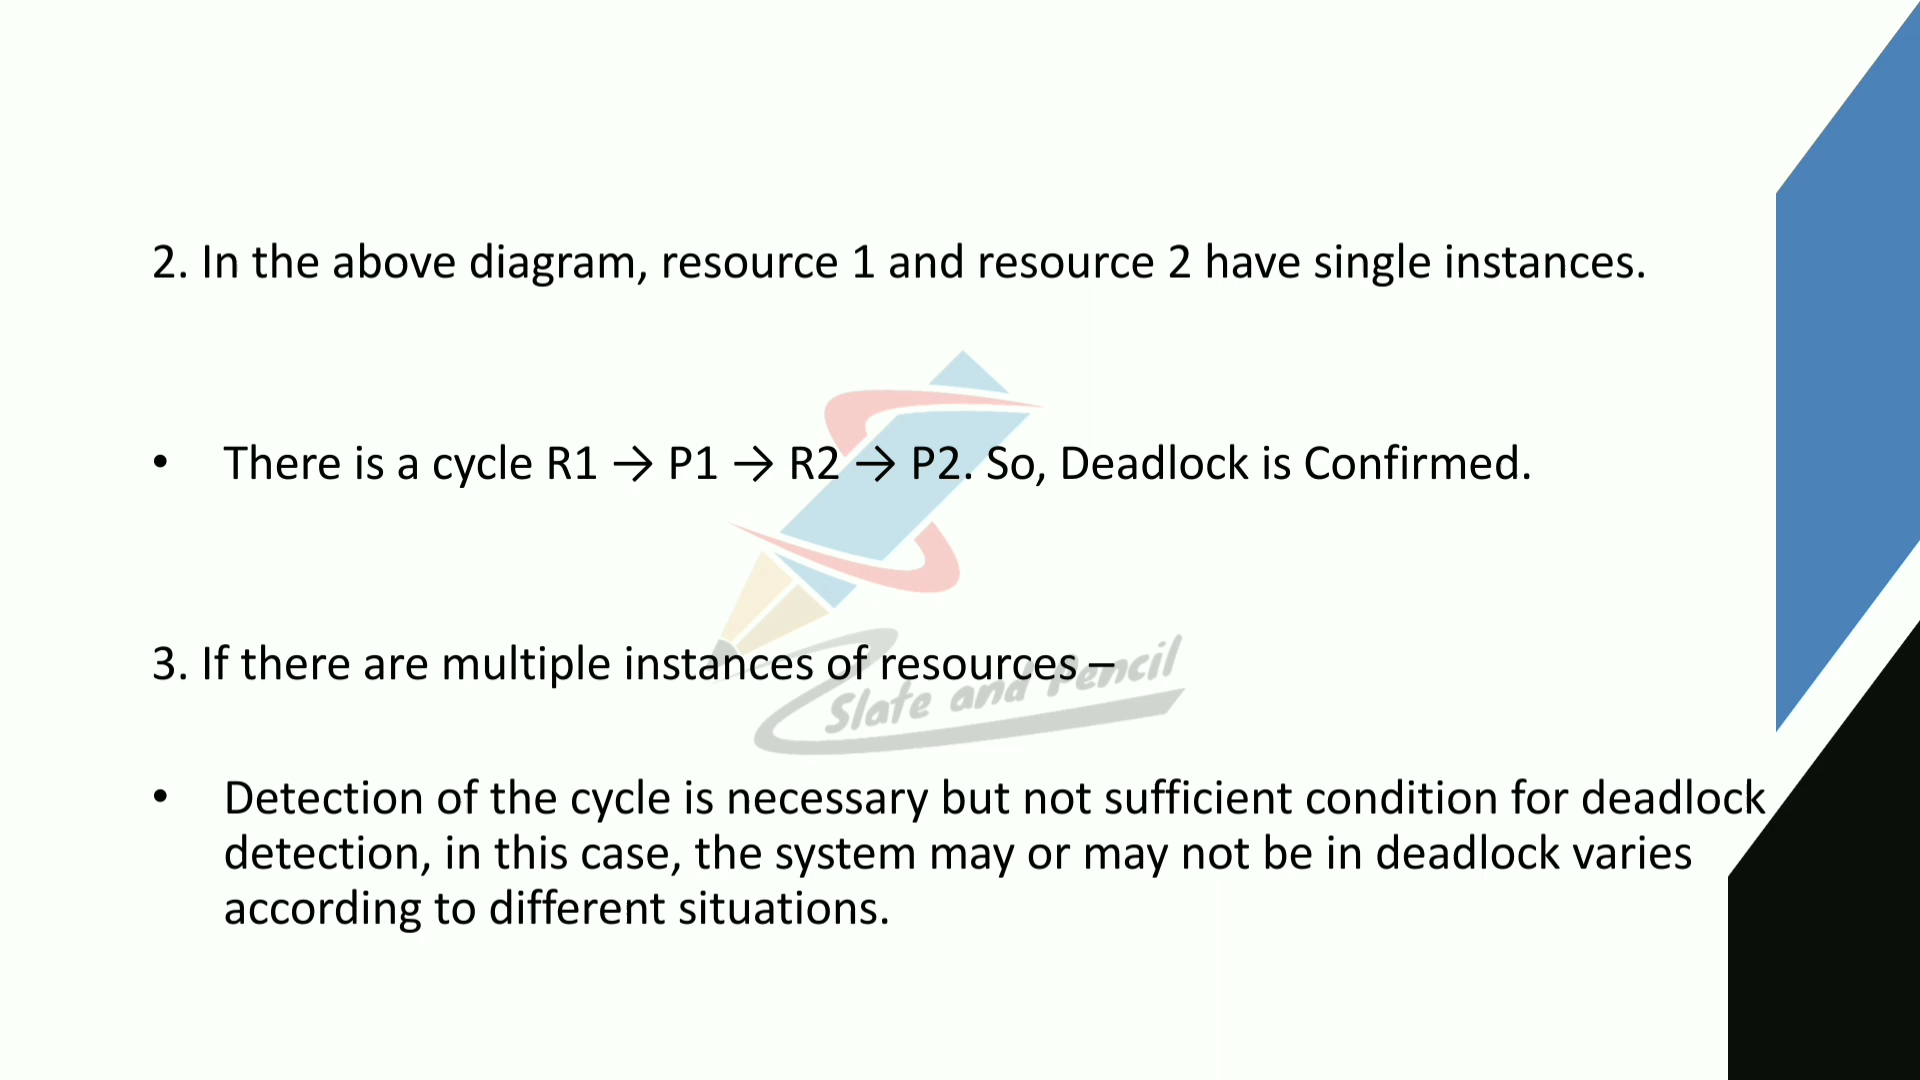 2. In the above diagram, resource 1 and resource 2 have single instances.
• There is a cycle R1 → P1 → R2 → P2. So, Deadlock is Confirmed.
3. If there are multiple instances of resources –
Slate and Pencil
• Detection of the cycle is necessary but not sufficient condition for deadlock
detection, in this case, the system may or may not be in deadlock varies
according to different situations.